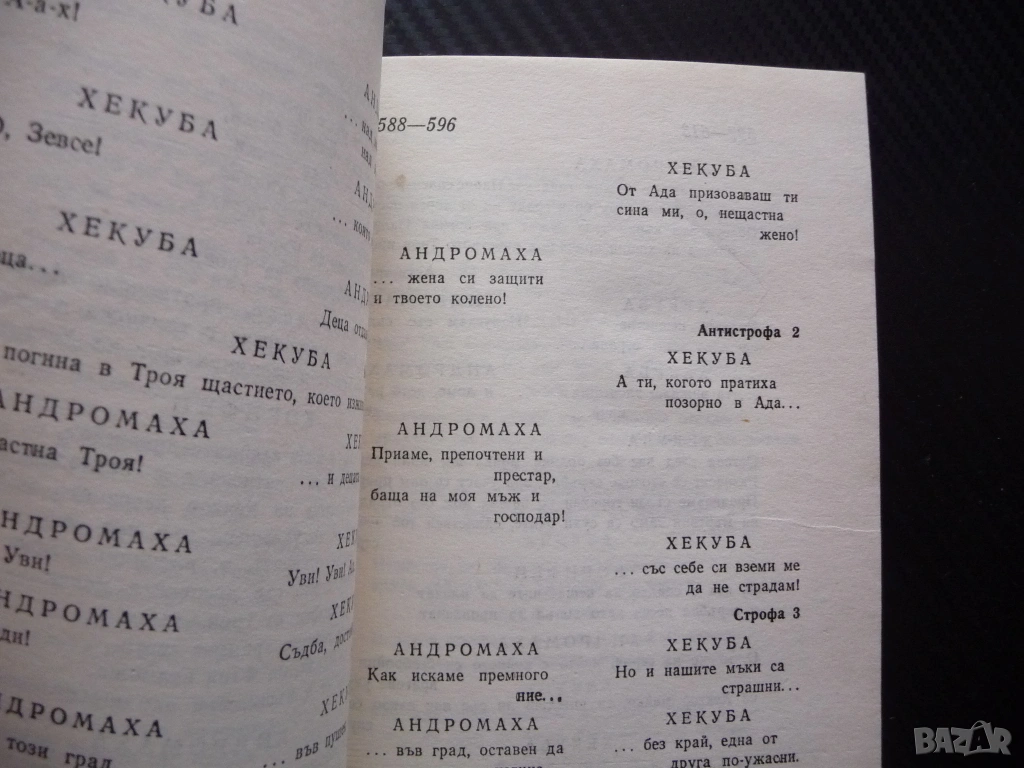 А-а-х!
ХЕКУБА
О, Зевсе!
ХЕКУБА
ХЕКУБА
погина в Троя щастието, което
АНДРОМАХА
Троя!
... и децата
АНДРОМАХА
Уви!
Уви! Уви!
АНДРОМАХА
Съдба,
АНДРОМАХА
този град
... във
588—596
ХЕКУБА
От Ада призоваваш ти
сина ми, о, нещастна
жено!
АНДРОМАХА
... жена си защити
и твоето колено!
Антистрофа 2
ХЕКУБА
А ти, когото пратиха
позорно в Ада...
АНДРОМАХА
Приаме, препочтени и
престар,
баща на моя мъж и
господар!
ХЕКУБА
... със себе си вземи ме
да не страдам!
Строфа 3
АНДРОМАХА
Как искаме премного
ние...
ХЕКУБА
Но и нашите мъки са
страшни...
АНДРОМАХА
... във град, оставен да
ХЕКУБА
... без край, една от
друга по-ужасни.
BAZAR